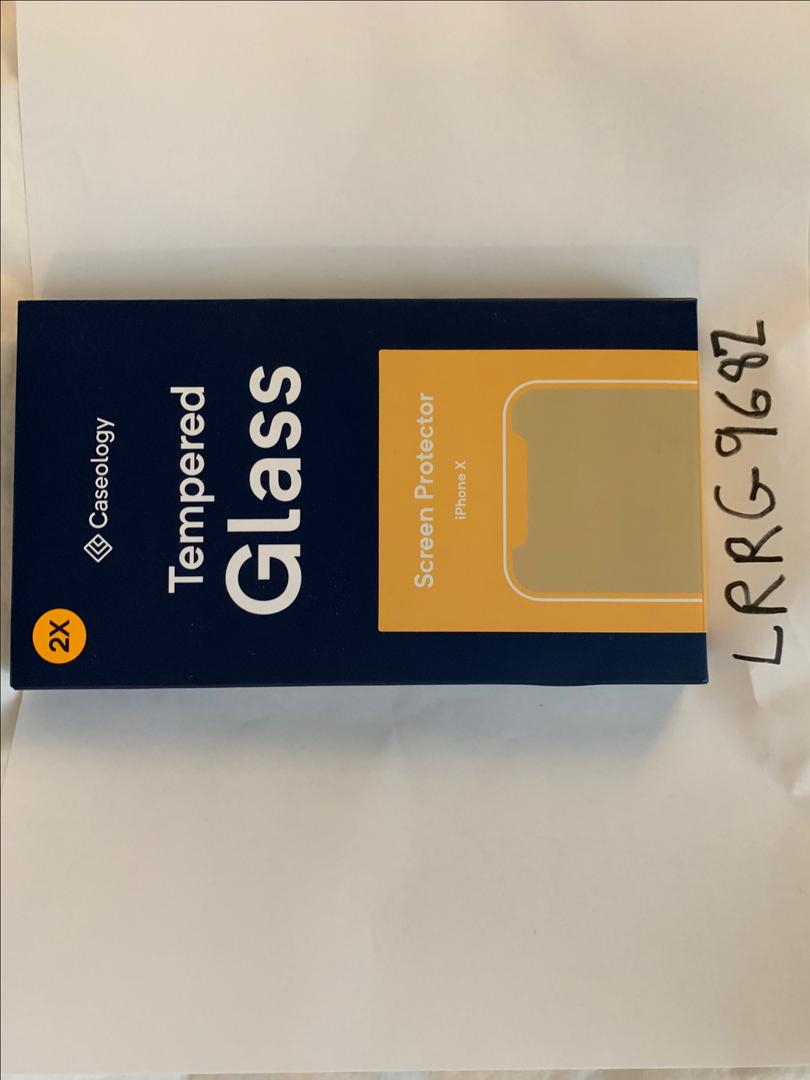 2X
Caseology
Tempered
Glass
Screen Protector
iPhone X
LRRG9682